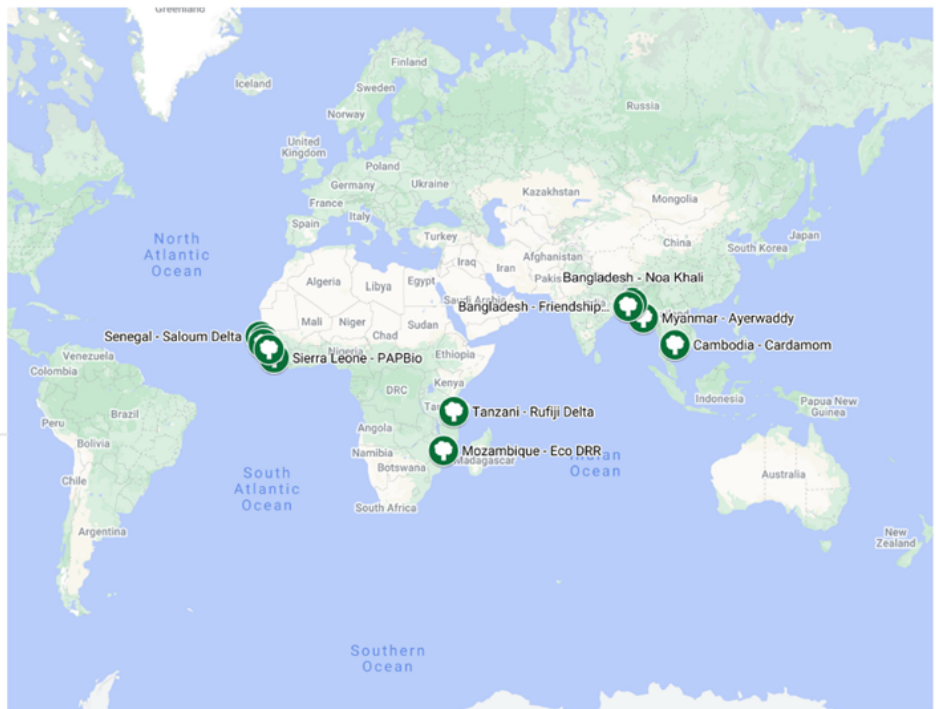 Greenland
Iceland
Finland
Sweden
Norway
Russia
United
Kingdom
Poland
Germany
Ukraine
France
Spain
Italy
Turkey
Kazakhstan
Mongolia
North
Atlantic
Ocean
Iraq
Iran
Afghanistan
China
South Korea
Japan
Algeria
Libya
Egypt
Bangladesh - Noa Khali
Bangladesh - Friendship...
Mali
Niger
Chad
Sudan
Myanmar - Ayerwaddy
Senegal - Saloum Delta
Sierra Leone - PAPBio
Nigeria
Ethiopia
Cambodia - Cardamom
Venezuela
Colombia
DRC
Kenya
Indonesia
Papua New
Guinea
Peru
Brazil
Tanzani - Rufiji Delta
Angola
Bolivia
Namibia
Botswana
Mozambique - Eco DRR
Madagascar
Indian
Ocean
South
Atlantic
Ocean
Chile
South Africa
Australia
Argentina
New
Zealand
Southern
Ocean